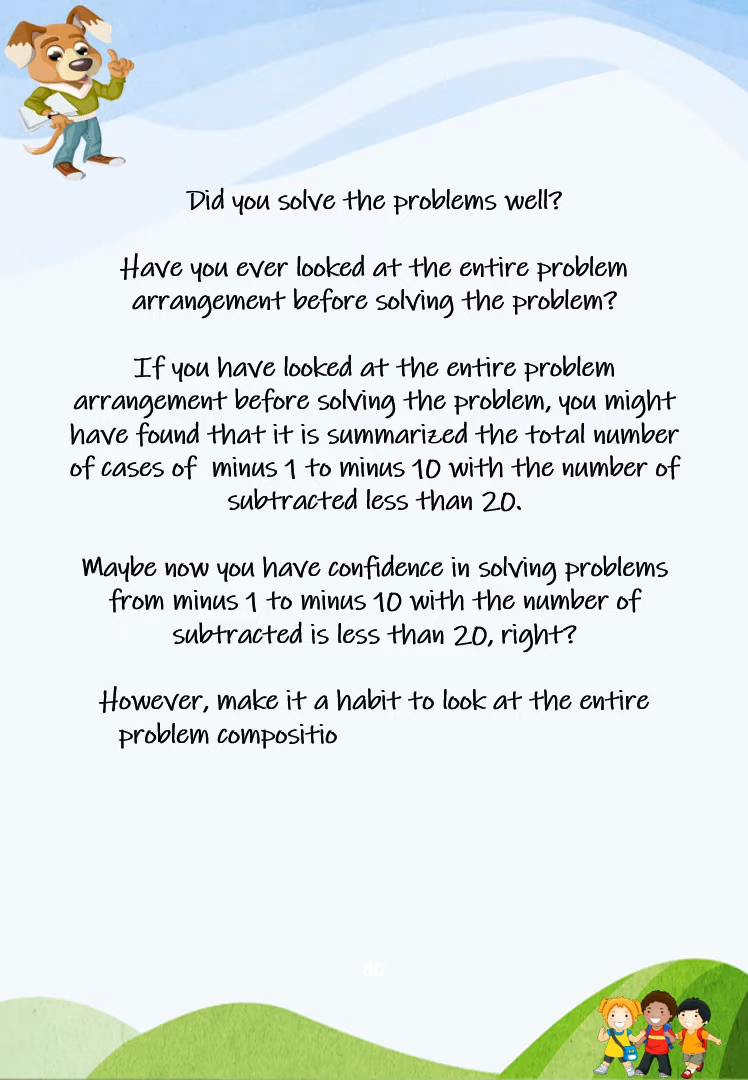 Did you solve the problems well?
Have you ever looked at the entire problem
arrangement before solving the problem?
If you have looked at the entire problem
arrangement before solving the problem, you might
have found that it is summarized the total number
of cases of  minus 1 to minus 10 with the number of
subtracted less than 20.
Maybe now you have confidence in solving problems
from minus 1 to minus 10 with the number of
subtracted is less than 20, right?
However, make it a habit to look at the entire
problem compositio
80